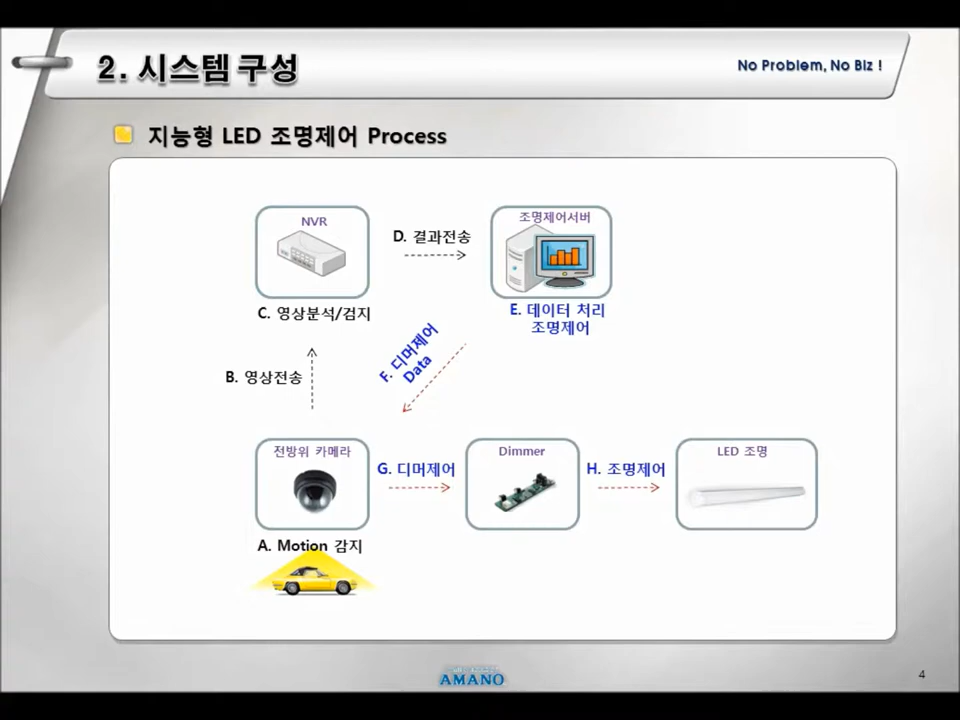 2. 시스템 구성
No Problem, No Biz !
지능형 LED 조명제어 Process
NVR
D. 결과전송
조명제어서버
C. 영상분석/검지
E. 데이터 처리
조명제어
F. 디머제어
Data
B. 영상전송
전방위 카메라
G. 디머제어
Dimmer
H. 조명제어
LED 조명
A. Motion 감지
AMANO
4